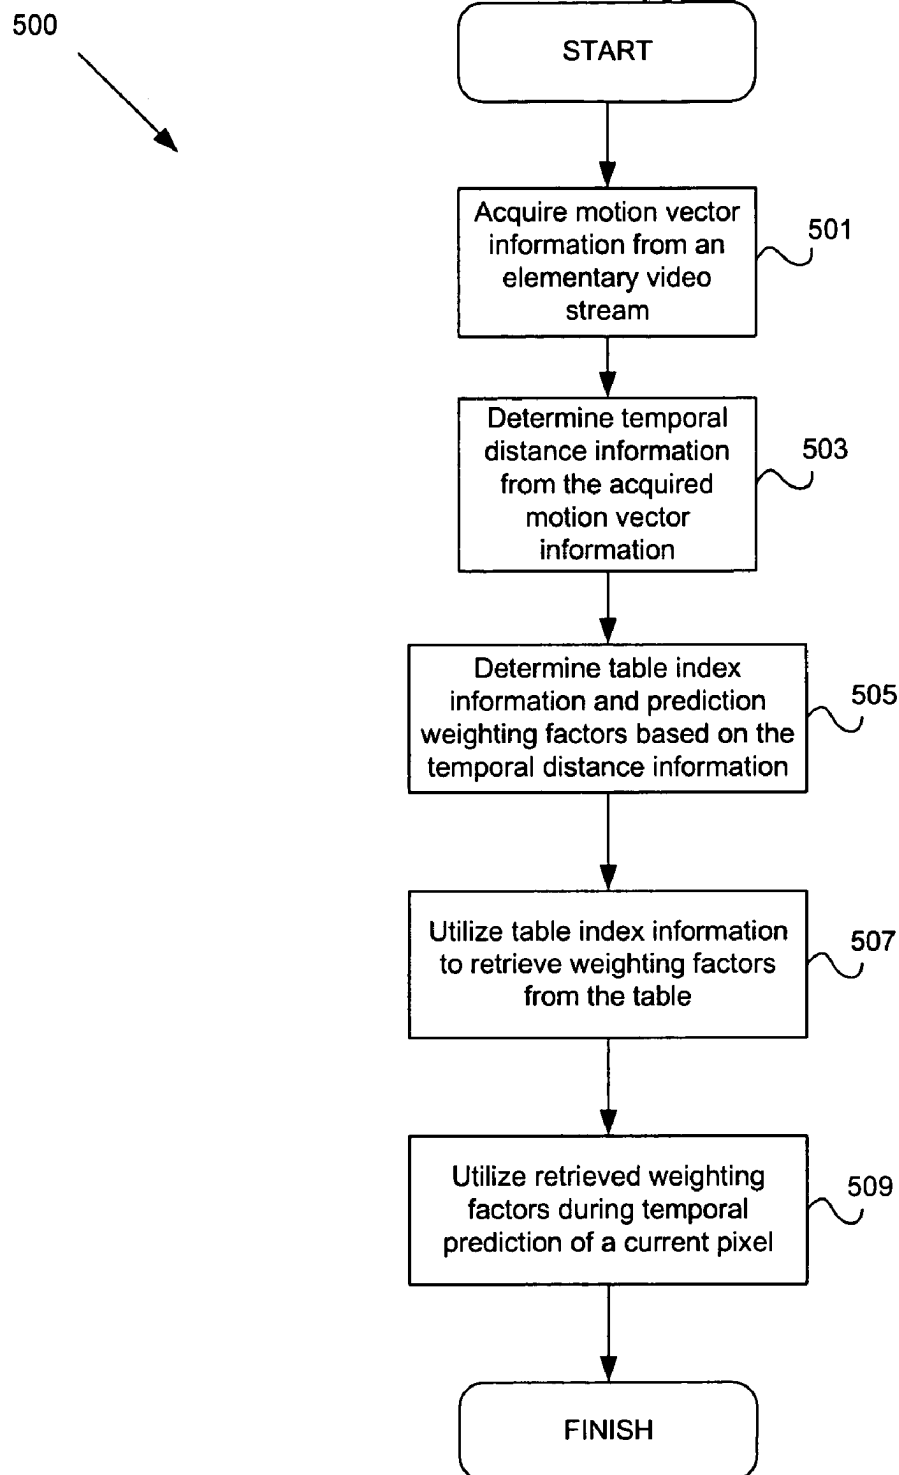 500
START
Acquire motion vector
information from an
elementary video
stream
501
Determine temporal
distance information
from the acquired
motion vector
information
503
Determine table index
information and prediction
weighting factors based on the
temporal distance information
505
Utilize table index information
to retrieve weighting factors
from the table
507
Utilize retrieved weighting
factors during temporal
prediction of a current pixel
509
FINISH